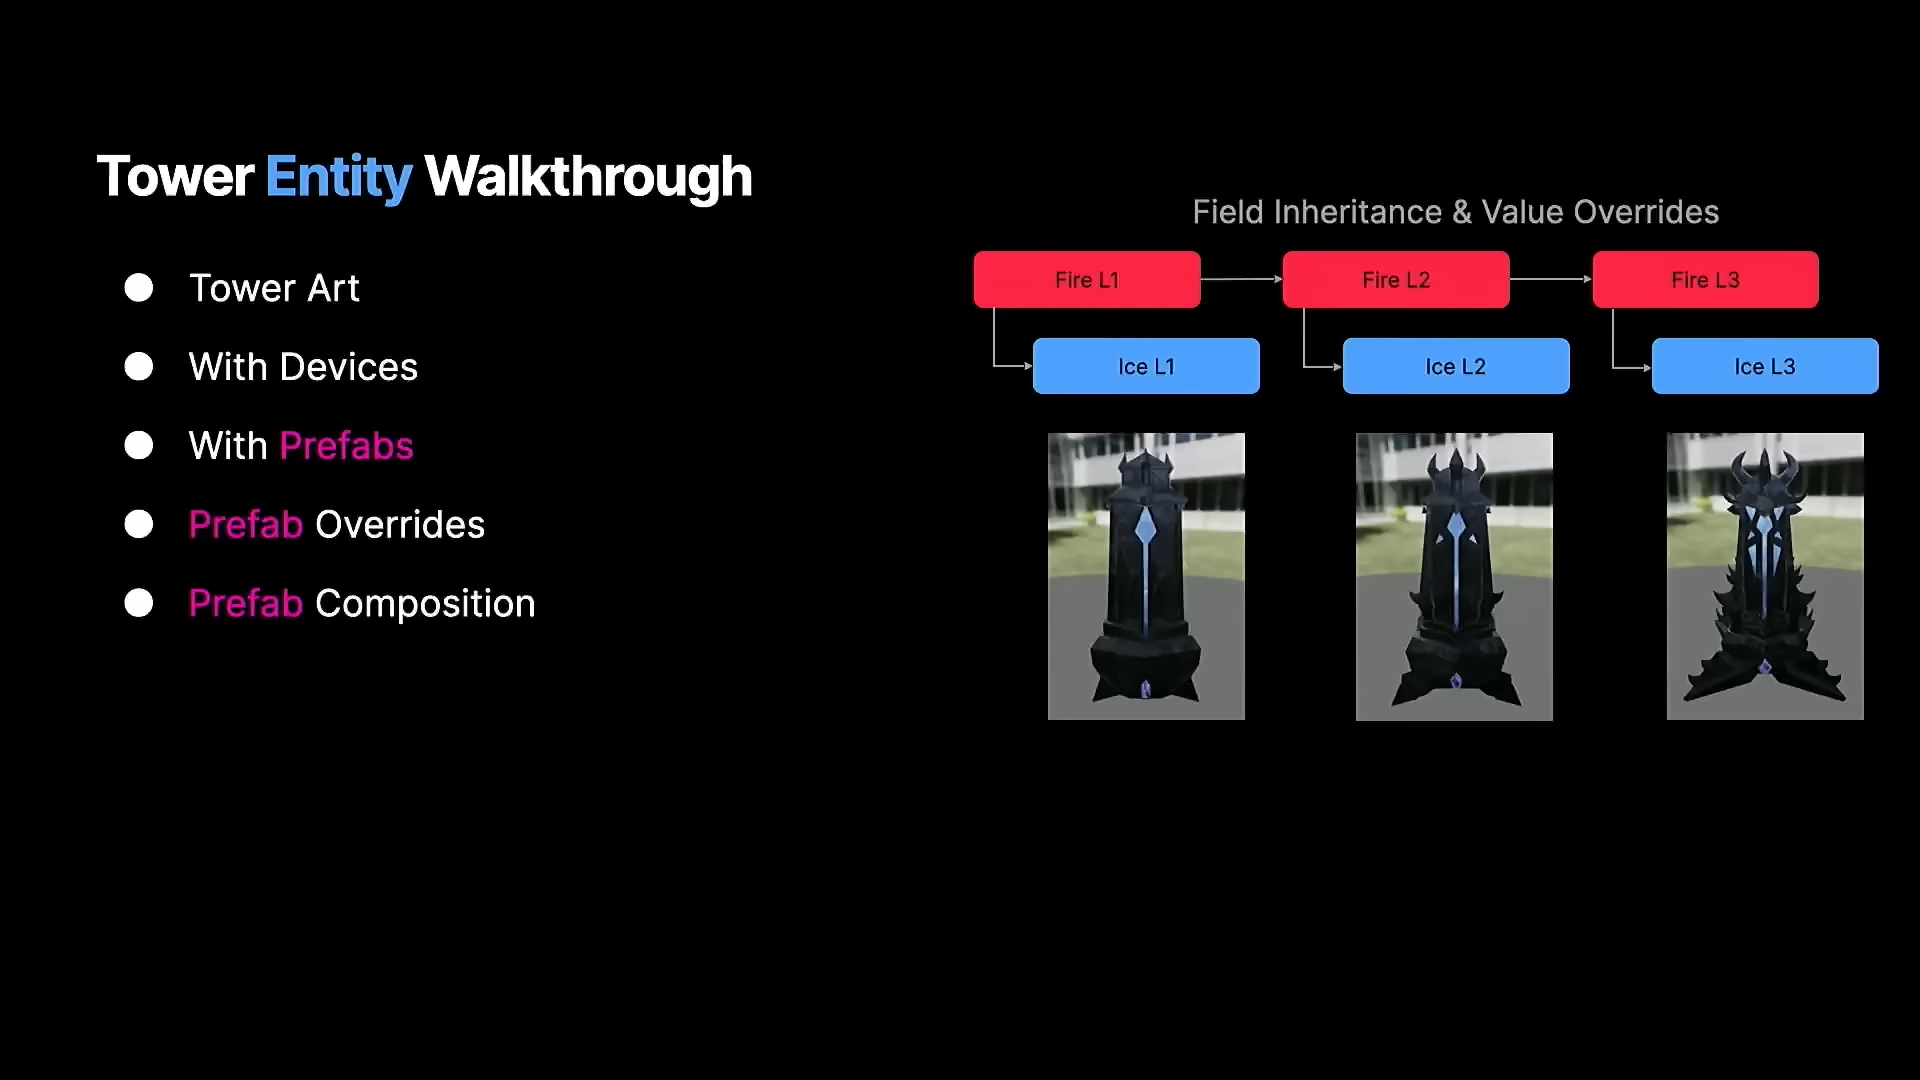 Tower Entity Walkthrough
Tower Art
With Devices
With Prefabs
Prefab Overrides
Prefab Composition
Field Inheritance & Value Overrides
Fire L1
Fire L2
Fire L3
Ice L1
Ice L2
Ice L3